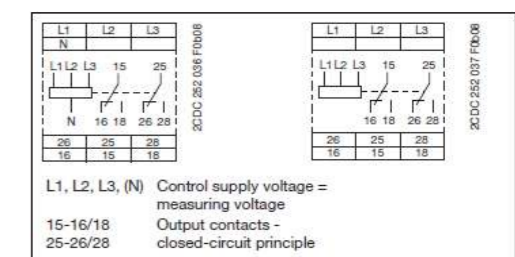 L1 L2 L3
N
L1 L2 L3 15 25
N 16 18 26 28
26 25 28
16 15 18
2CDC 252 036 F0b08
L1 L2 L3
L1 L2 L3 15 25
16 18 26 28
26 25 28
16 15 18
2CDC 252 037 F0b08
L1, L2, L3, (N) Control supply voltage =
measuring voltage
15-16/18 Output contacts -
25-26/28 closed-circuit principle